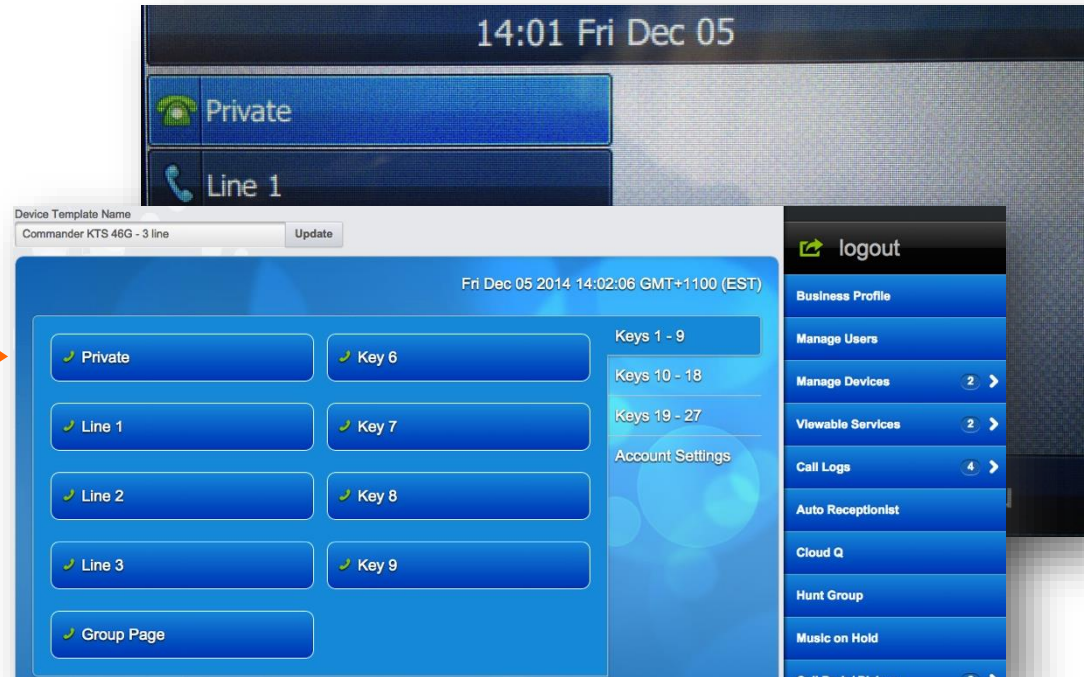 14:01 Fri Dec 05
Private
Line 1
Device Template Name
Commander KTS 46G - 3 line
Update
Fri Dec 05 2014 14:02:06 GMT+1100 (EST)
Private
Key 6
Line 1
Key 7
Line 2
Key 8
Line 3
Key 9
Group Page
Keys 1 - 9
Keys 10 - 18
Keys 19 - 27
Account Settings
logout
Business Profile
Manage Users
Manage Devices 2
Viewable Services 2
Call Logs 4
Auto Receptionist
Cloud Q
Hunt Group
Music on Hold